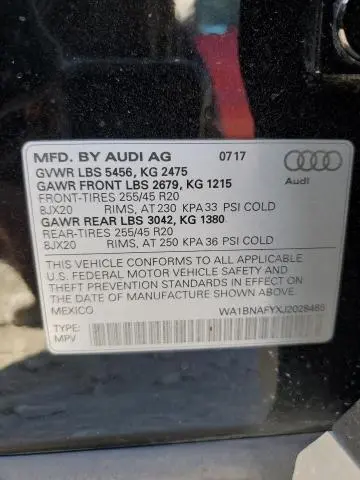 MFD. BY AUDI AG 07 17
GVWR LBS 5456, KG 2475
GAWR FRONT LBS 2679, KG 1215
FRONT-TIRES 255/45 R20
8JX20 RIMS, AT 230 KPA 33 PSI COLD
GAWR REAR LBS 3042, KG 1380
REAR-TIRES 255/45 R20
8JX20 RIMS, AT 250 KPA 36 PSI COLD
Audi
THIS VEHICLE CONFORMS TO ALL APPLICABLE
U.S. FEDERAL MOTOR VEHICLE SAFETY AND
THEFT PREVENTION STANDARDS IN EFFECT ON
THE DATE OF MANUFACTURE SHOWN ABOVE.
MEXICO WA1BNAFYXJ2029465
TYPE:
MPV